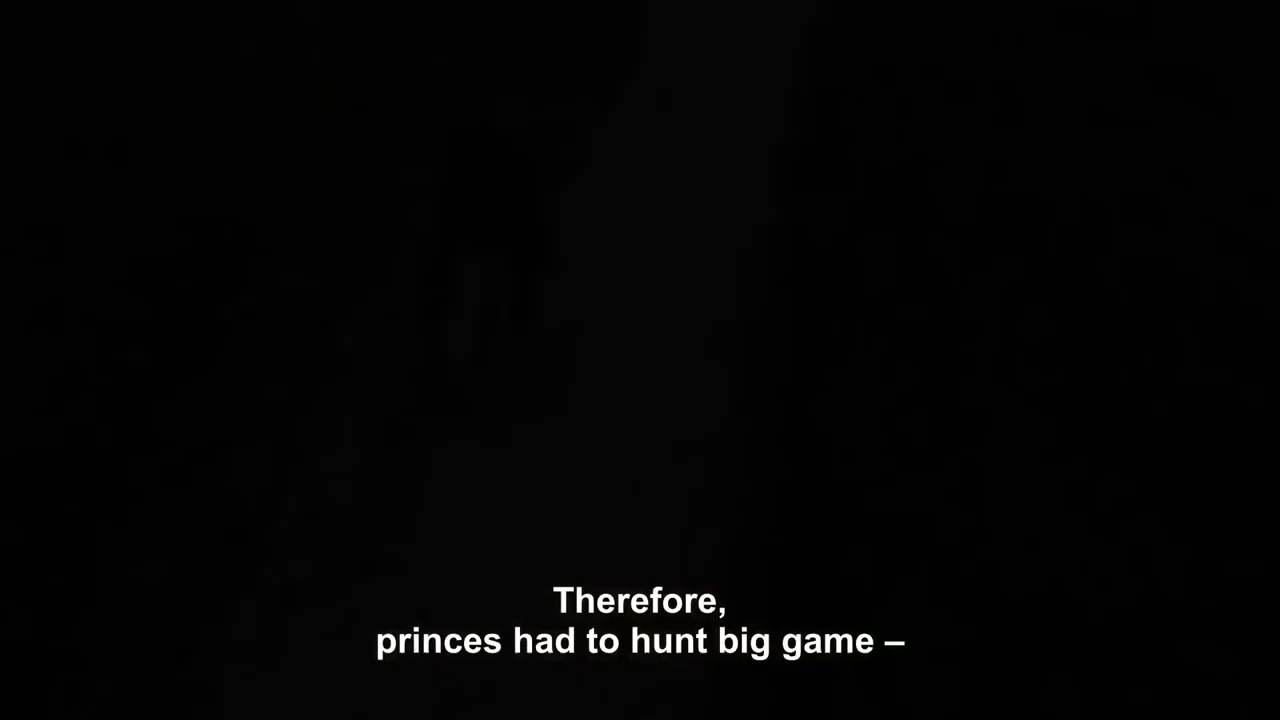 Therefore,
princes had to hunt big game –